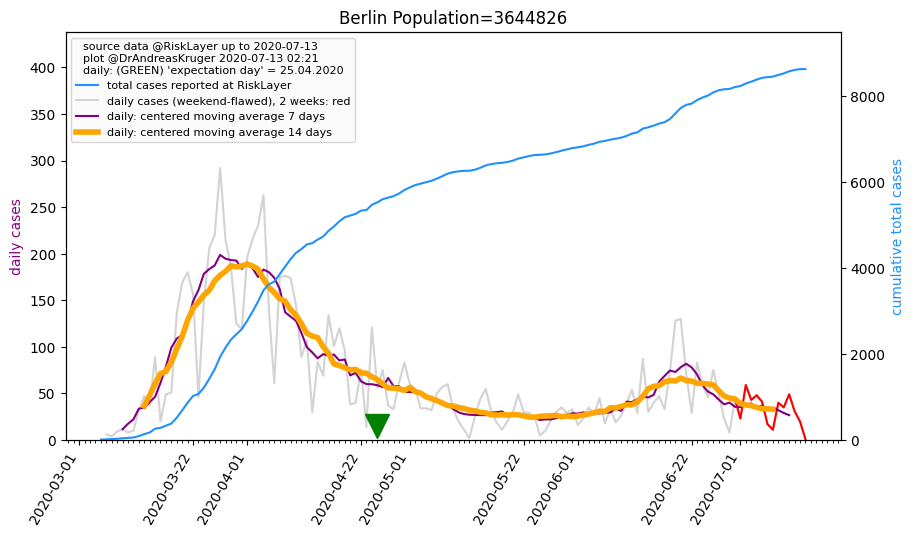 Berlin Population=3644826
source data @RiskLayer up to 2020-07-13
plot @DrAndreasKruger 2020-07-13 02:21
daily: (GREEN) 'expectation day' = 25.04.2020
total cases reported at RiskLayer
daily cases (weekend-flawed), 2 weeks: red
daily: centered moving average 7 days
daily: centered moving average 14 days
400
350
300
250
200
150
100
50
0
daily cases
8000
6000
4000
2000
0
cumulative total cases
2020-03-01
2020-03-22
2020-04-01
2020-04-22
2020-05-01
2020-05-22
2020-06-01
2020-06-22
2020-07-01